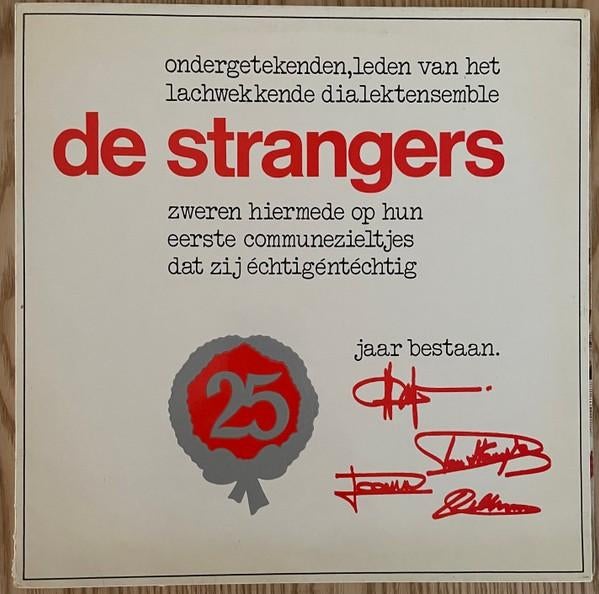 ondergetekenden,leden van het
lachwekkende dialektensemble
de strangers
zweren hiermede op hun
eerste communezieltjes
dat zij échtigéntéchtig
25
jaar bestaan.